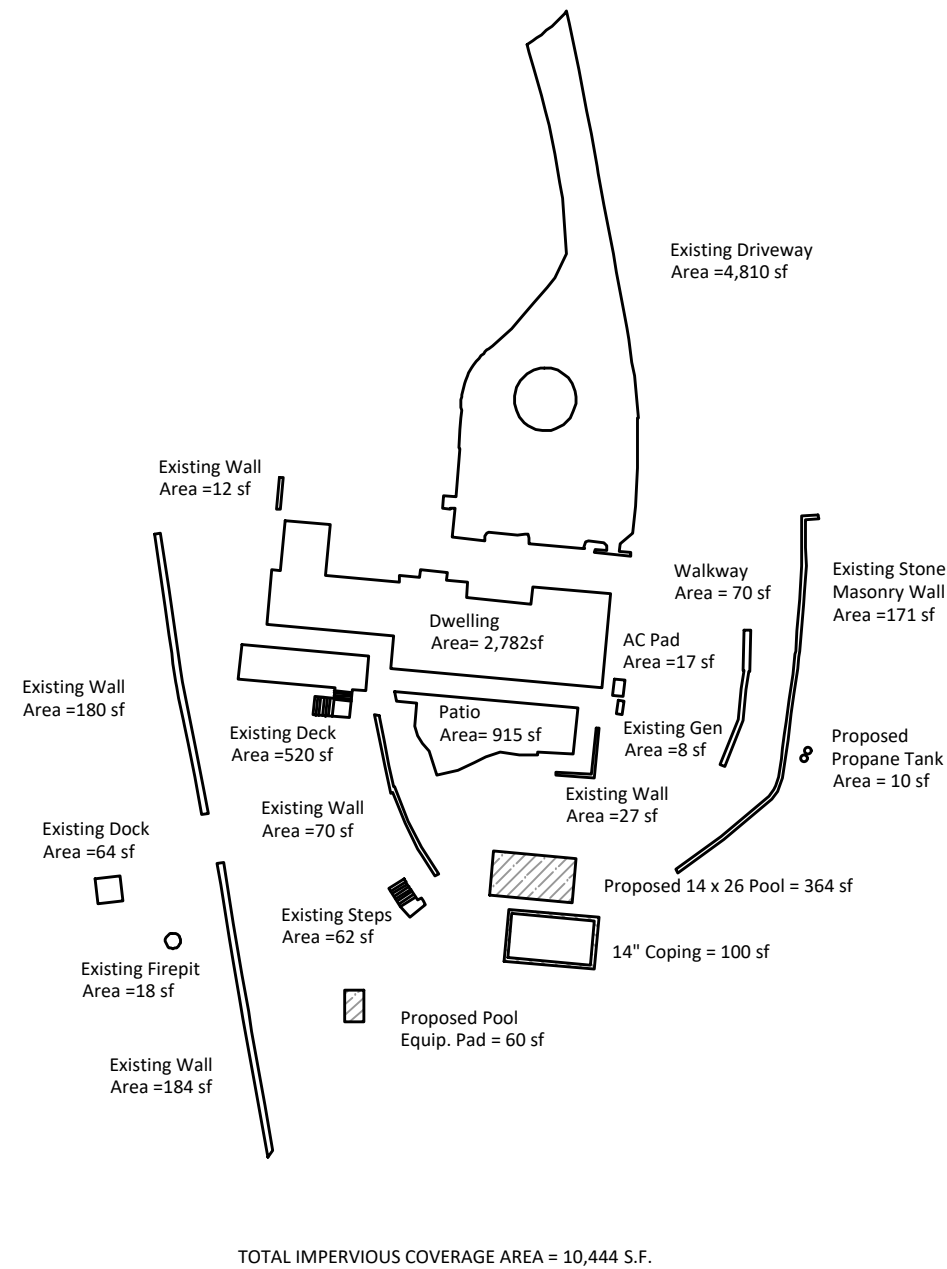 Existing Driveway
Area =4,810 sf
Existing Wall
Area =12 sf
Walkway
Area = 70 sf
Existing Stone
Masonry Wall
Area =171 sf
Dwelling
Area= 2,782sf
AC Pad
Area =17 sf
Existing Wall
Area =180 sf
Existing Deck
Area =520 sf
Patio
Area= 915 sf
Existing Gen
Area =8 sf
Proposed
Propane Tank
Area = 10 sf
Existing Wall
Area =70 sf
Existing Wall
Area =27 sf
Existing Dock
Area =64 sf
Proposed 14 x 26 Pool = 364 sf
Existing Steps
Area =62 sf
14" Coping = 100 sf
Existing Firepit
Area =18 sf
Proposed Pool
Equip. Pad = 60 sf
Existing Wall
Area =184 sf
TOTAL IMPERVIOUS COVERAGE AREA = 10,444 S.F.